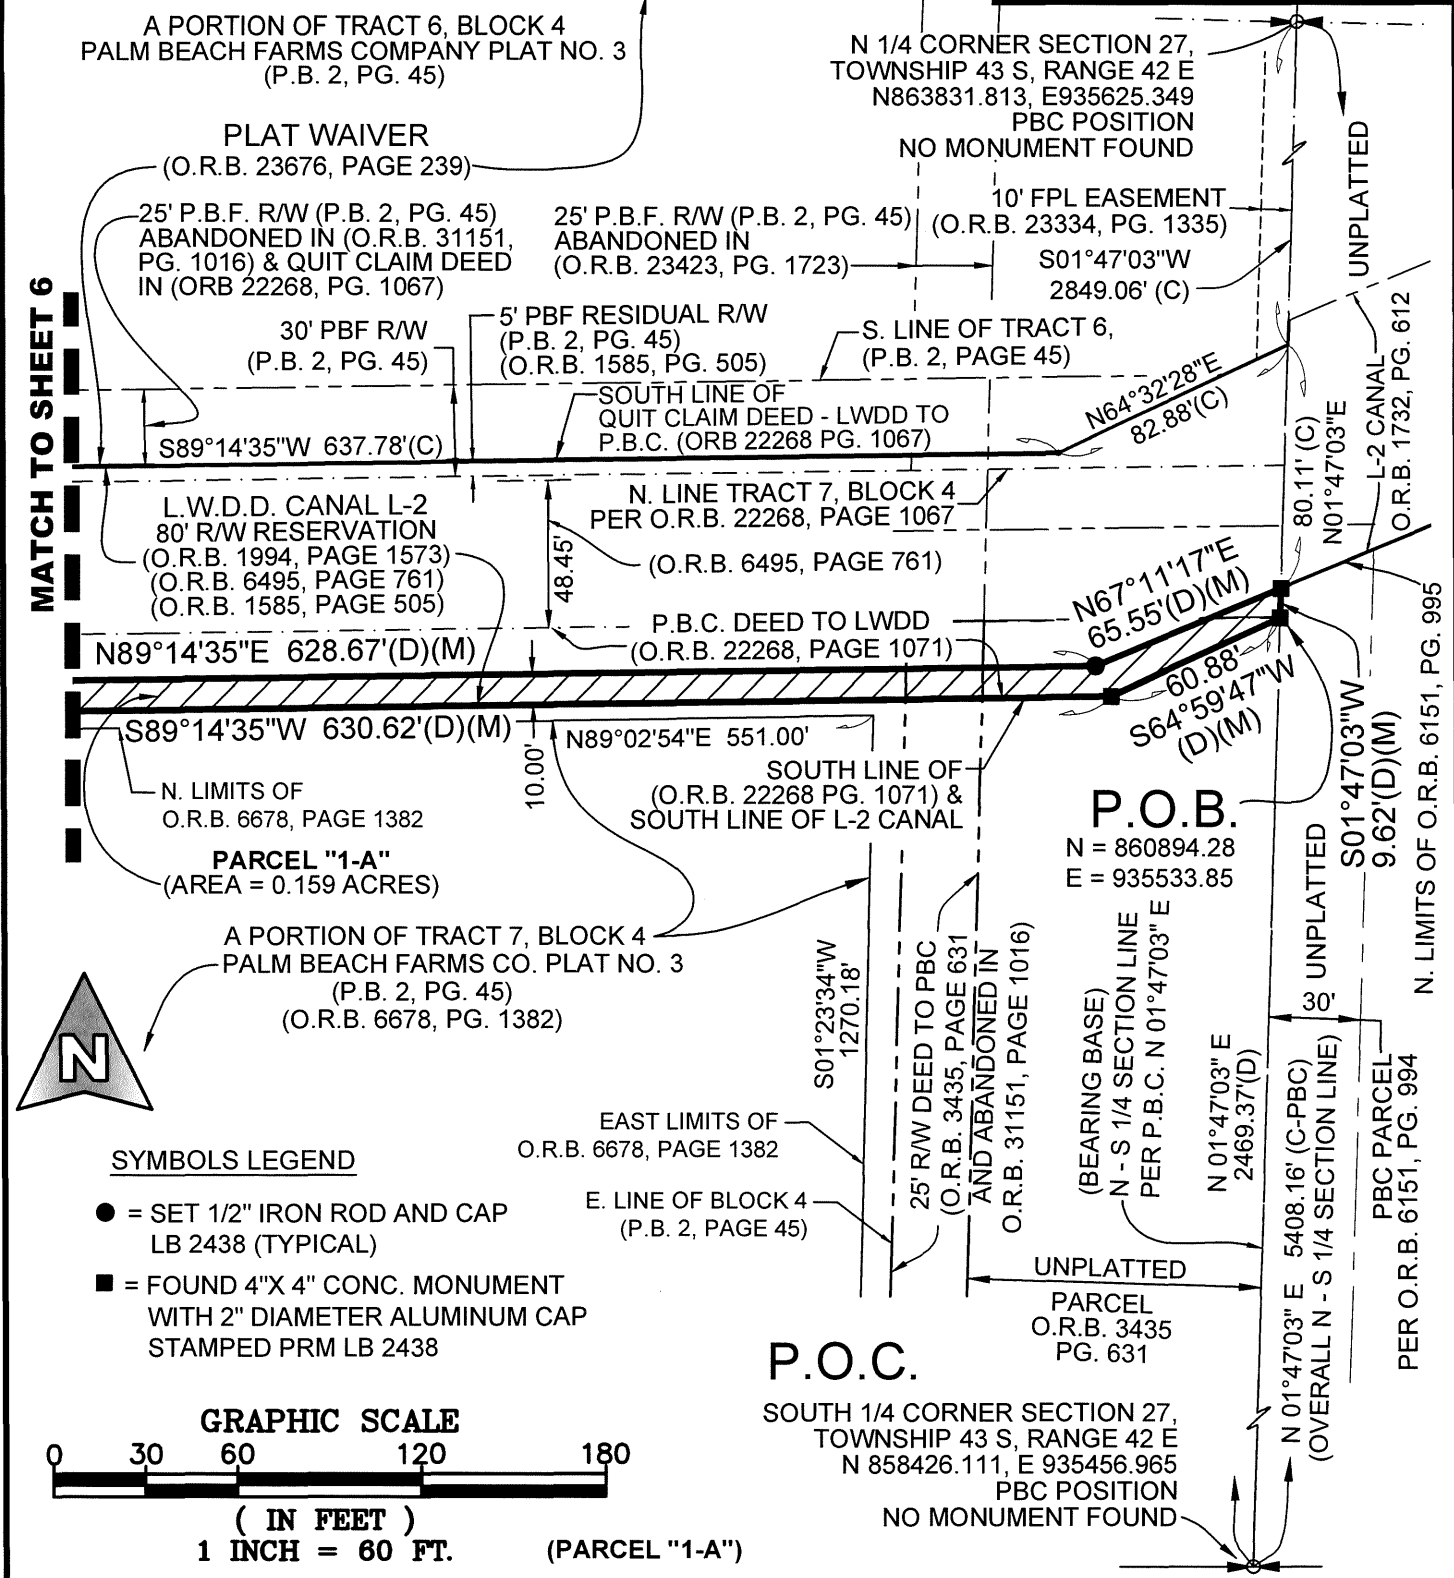 A PORTION OF TRACT 6, BLOCK 4
PALM BEACH FARMS COMPANY PLAT NO. 3
(P.B. 2, PG. 45)
N 1/4 CORNER SECTION 27,
TOWNSHIP 43 S, RANGE 42 E
N863831.813, E935625.349
PBC POSITION
NO MONUMENT FOUND
PLAT WAIVER
(O.R.B. 23676, PAGE 239)
25' P.B.F. R/W (P.B. 2, PG. 45)
ABANDONED IN (O.R.B. 31151,
PG. 1016) & QUIT CLAIM DEED
IN (ORB 22268, PG. 1067)
25' P.B.F. R/W (P.B. 2, PG. 45)
ABANDONED IN
(O.R.B. 23423, PG. 1723)
10' FPL EASEMENT
(O.R.B. 23334, PG. 1335)
S01°47'03"W
2849.06' (C)
UNPLATTED
MATCH TO SHEET 6
30' PBF R/W
(P.B. 2, PG. 45)
5' PBF RESIDUAL R/W
(P.B. 2, PG. 45)
(O.R.B. 1585, PG. 505)
S. LINE OF TRACT 6,
(P.B. 2, PAGE 45)
SOUTH LINE OF
QUIT CLAIM DEED - LWDD TO
P.B.C. (ORB 22268 PG. 1067)
N64°32'28"E
82.88'(C)
80.11' (C)
N01°47'03"E
L-2 CANAL
O.R.B. 1732, PG. 612
S89°14'35"W 637.78'(C)
L.W.D.D. CANAL L-2
80' R/W RESERVATION
(O.R.B. 1994, PAGE 1573)
(O.R.B. 6495, PAGE 761)
(O.R.B. 1585, PAGE 505)
48.45'
N. LINE TRACT 7, BLOCK 4
PER O.R.B. 22268, PAGE 1067
(O.R.B. 6495, PAGE 761)
P.B.C. DEED TO LWDD
(O.R.B. 22268, PAGE 1071)
N67°11'17"E
65.55'(D)(M)
N89°14'35"E 628.67'(D)(M)
60.88'
S64°59'47"W
(D)(M)
S89°14'35"W 630.62'(D)(M)
10.00'
N89°02'54"E 551.00'
SOUTH LINE OF
(O.R.B. 22268 PG. 1071) &
SOUTH LINE OF L-2 CANAL
N. LIMITS OF
O.R.B. 6678, PAGE 1382
P.O.B.
N = 860894.28
E = 935533.85
UNPLATTED
S01°47'03"W
9.62'(D)(M)
N. LIMITS OF O.R.B. 6151, PG. 995
PARCEL "1-A"
(AREA = 0.159 ACRES)
A PORTION OF TRACT 7, BLOCK 4
PALM BEACH FARMS CO. PLAT NO. 3
(P.B. 2, PG. 45)
(O.R.B. 6678, PG. 1382)
S01°23'34"W
1270.18'
25' R/W DEED TO PBC
(O.R.B. 3435, PAGE 631
AND ABANDONED IN
O.R.B. 31151, PAGE 1016)
(BEARING BASE)
N - S 1/4 SECTION LINE
PER P.B.C. N 01°47'03" E
N 01°47'03" E
2469.37'(D)
30'
N
EAST LIMITS OF
O.R.B. 6678, PAGE 1382
E. LINE OF BLOCK 4
(P.B. 2, PAGE 45)
PBC PARCEL
PER O.R.B. 6151, PG. 994
N 01°47'03" E 5408.16' (C-PBC)
(OVERALL N - S 1/4 SECTION LINE)
SYMBOLS LEGEND
= SET 1/2" IRON ROD AND CAP
LB 2438 (TYPICAL)
= FOUND 4"X 4" CONC. MONUMENT
WITH 2" DIAMETER ALUMINUM CAP
STAMPED PRM LB 2438
UNPLATTED
PARCEL
O.R.B. 3435
PG. 631
P.O.C.
SOUTH 1/4 CORNER SECTION 27,
TOWNSHIP 43 S, RANGE 42 E
N 858426.111, E 935456.965
PBC POSITION
NO MONUMENT FOUND
GRAPHIC SCALE
0 30 60 120 180
( IN FEET )
1 INCH = 60 FT.
(PARCEL "1-A")